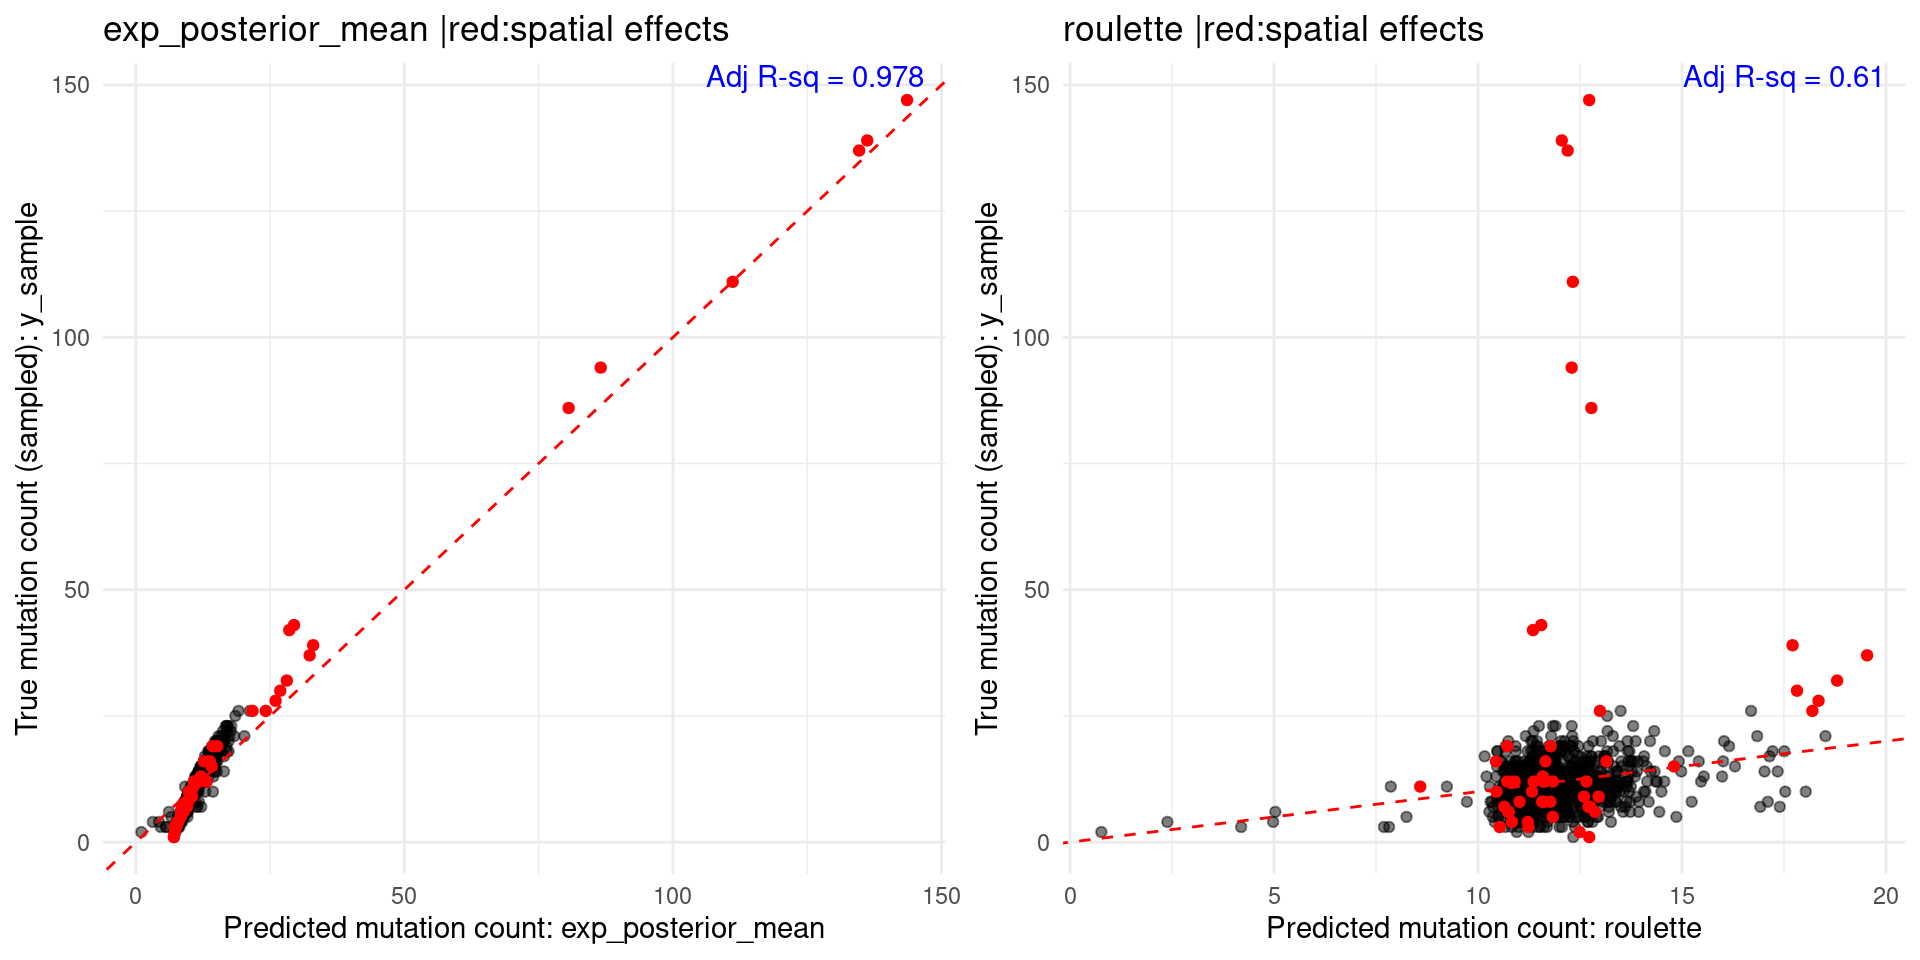 exp_posterior_mean |red:spatial effects
Adj R-sq = 0.978
True mutation count (sampled): y_sample
150
100
50
0
0
50
100
150
Predicted mutation count: exp_posterior_mean
roulette |red:spatial effects
Adj R-sq = 0.61
True mutation count (sampled): y_sample
150
100
50
0
0
5
10
15
20
Predicted mutation count: roulette